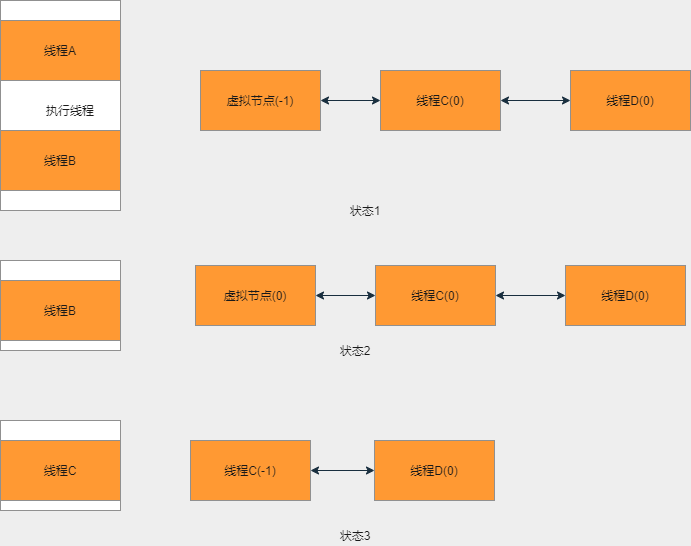 线程A
执行线程
线程B
虚拟节点(-1)
线程C(0)
线程D(0)
状态1
线程B
虚拟节点(0)
线程C(0)
线程D(0)
状态2
线程C
线程C(-1)
线程D(0)
状态3